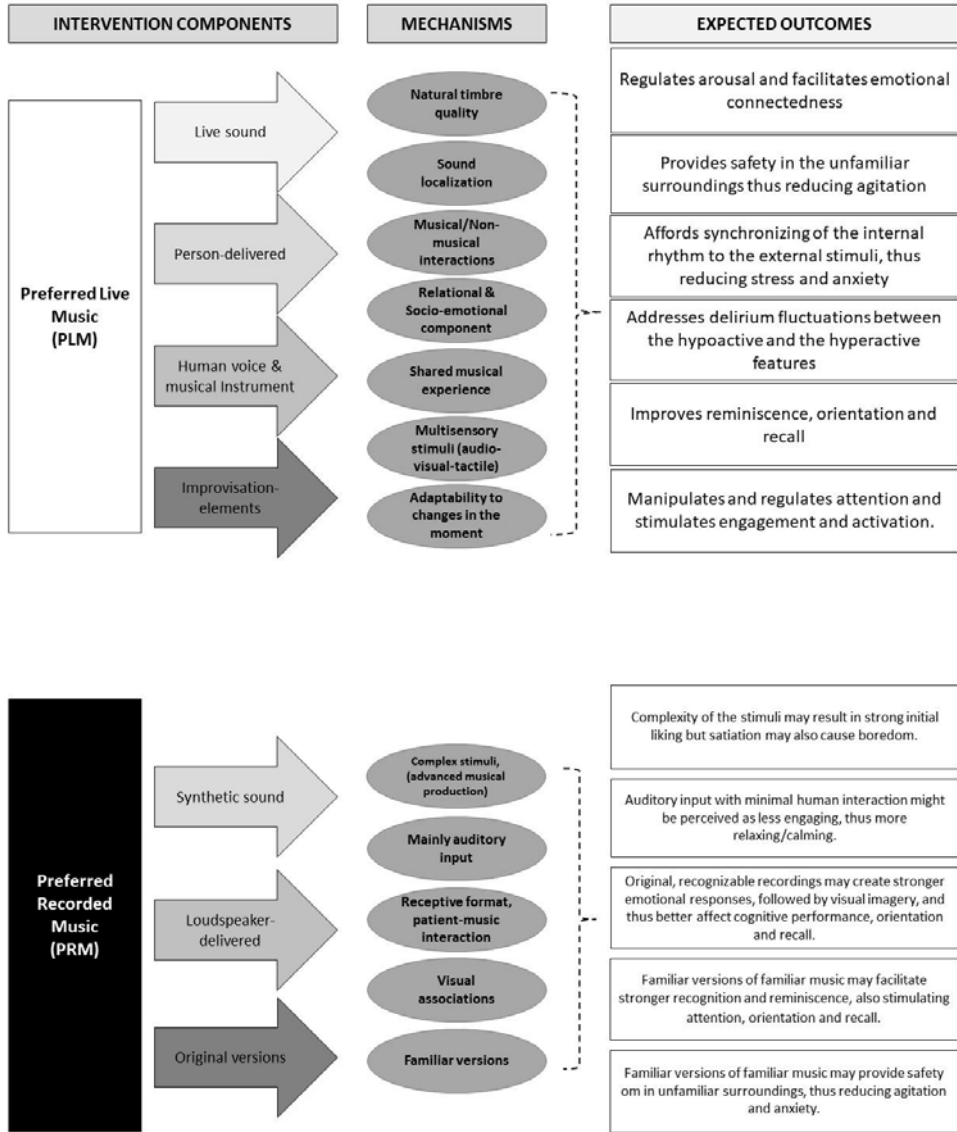 INTERVENTION COMPONENTS
MECHANISMS
EXPECTED OUTCOMES
Preferred Live
Music
(PLM)
Live sound
Person-delivered
Human voice &
musical Instrument
Improvisation-
elements
Natural timbre
quality
Sound
localization
Musical/Non-
musical
interactions
Relational &
Socio-emotional
component
Shared musical
experience
Multisensory
stimuli (audio-
visual-tactile)
Adaptability to
changes in the
moment
Regulates arousal and facilitates emotional
connectedness
Provides safety in the unfamiliar
surroundings thus reducing agitation
Affords synchronizing of the internal
rhythm to the external stimuli, thus
reducing stress and anxiety
Addresses delirium fluctuations between
the hypoactive and the hyperactive
features
Improves reminiscence, orientation and
recall
Manipulates and regulates attention and
stimulates engagement and activation.
Preferred
Recorded
Music
(PRM)
Synthetic sound
Loudspeaker-
delivered
Original versions
Complex stimuli,
(advanced musical
production)
Mainly auditory
input
Receptive format,
patient-music
interaction
Visual
associations
Familiar versions
Complexity of the stimuli may result in strong initial
liking but satiation may also cause boredom.
Auditory input with minimal human interaction might
be perceived as less engaging, thus more
relaxing/calming.
Original, recognizable recordings may create stronger
emotional responses, followed by visual imagery, and
thus better affect cognitive performance, orientation
and recall.
Familiar versions of familiar music may facilitate
stronger recognition and reminiscence, also stimulating
attention, orientation and recall.
Familiar versions of familiar music may provide safety
om in unfamiliar surroundings, thus reducing agitation
and anxiety.